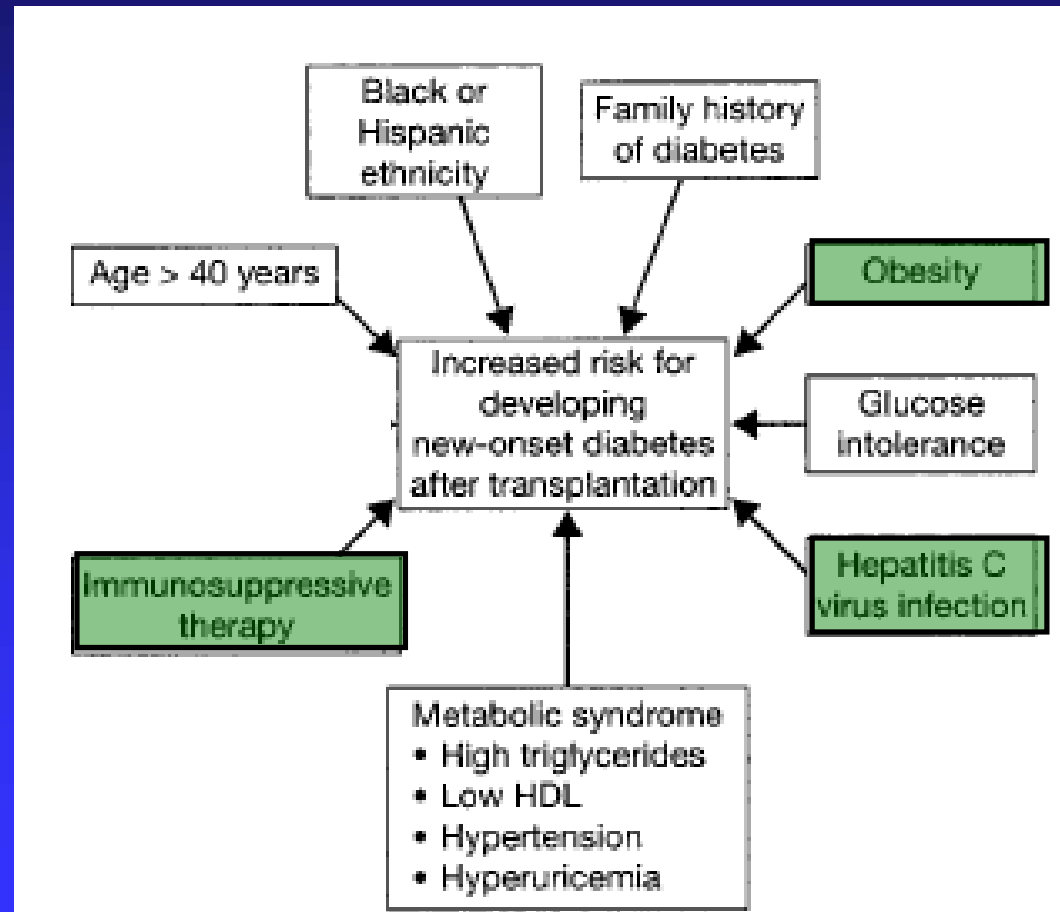 Black or
Hispanic
ethnicity
Family history
of diabetes
Age > 40 years
Obesity
Increased risk for
developing
new-onset diabetes
after transplantation
Glucose
intolerance
Immunosuppressive
therapy
Hepatitis C
virus infection
Metabolic syndrome
• High triglycerides
• Low HDL
• Hypertension
• Hyperuricemia